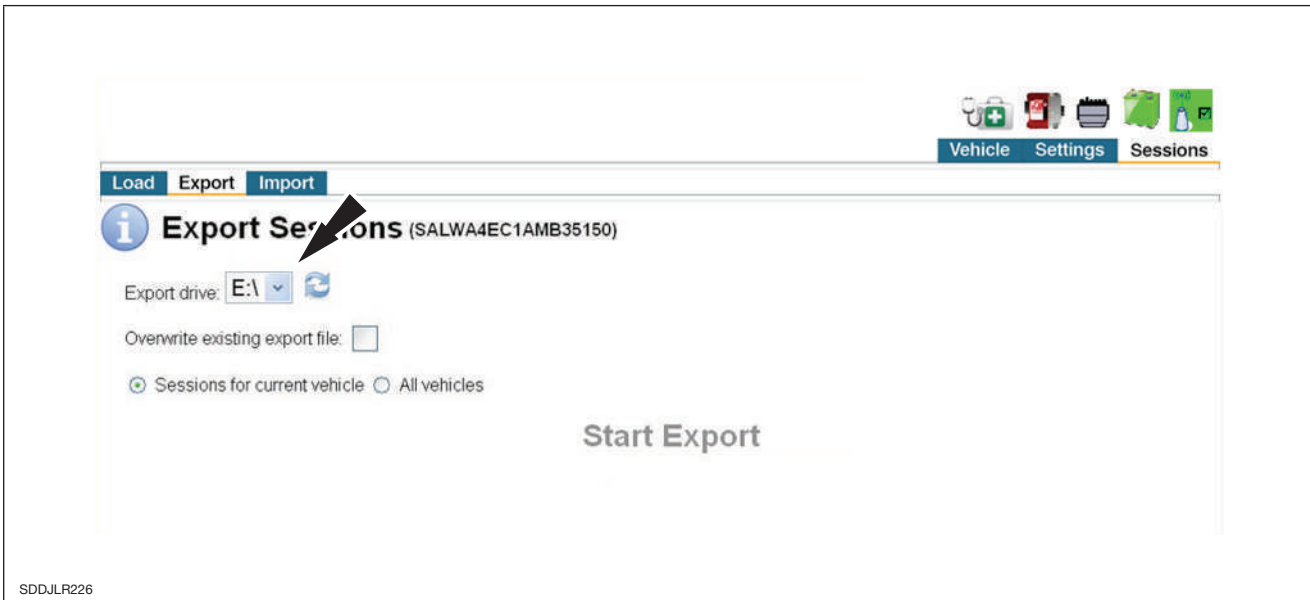 Vehicle Settings Sessions
Load Export Import
Export Sessions (SALWA4EC1AMB35150)
Export drive: E:\
Overwrite existing export file:
Sessions for current vehicle All vehicles
Start Export
SDDJLR226